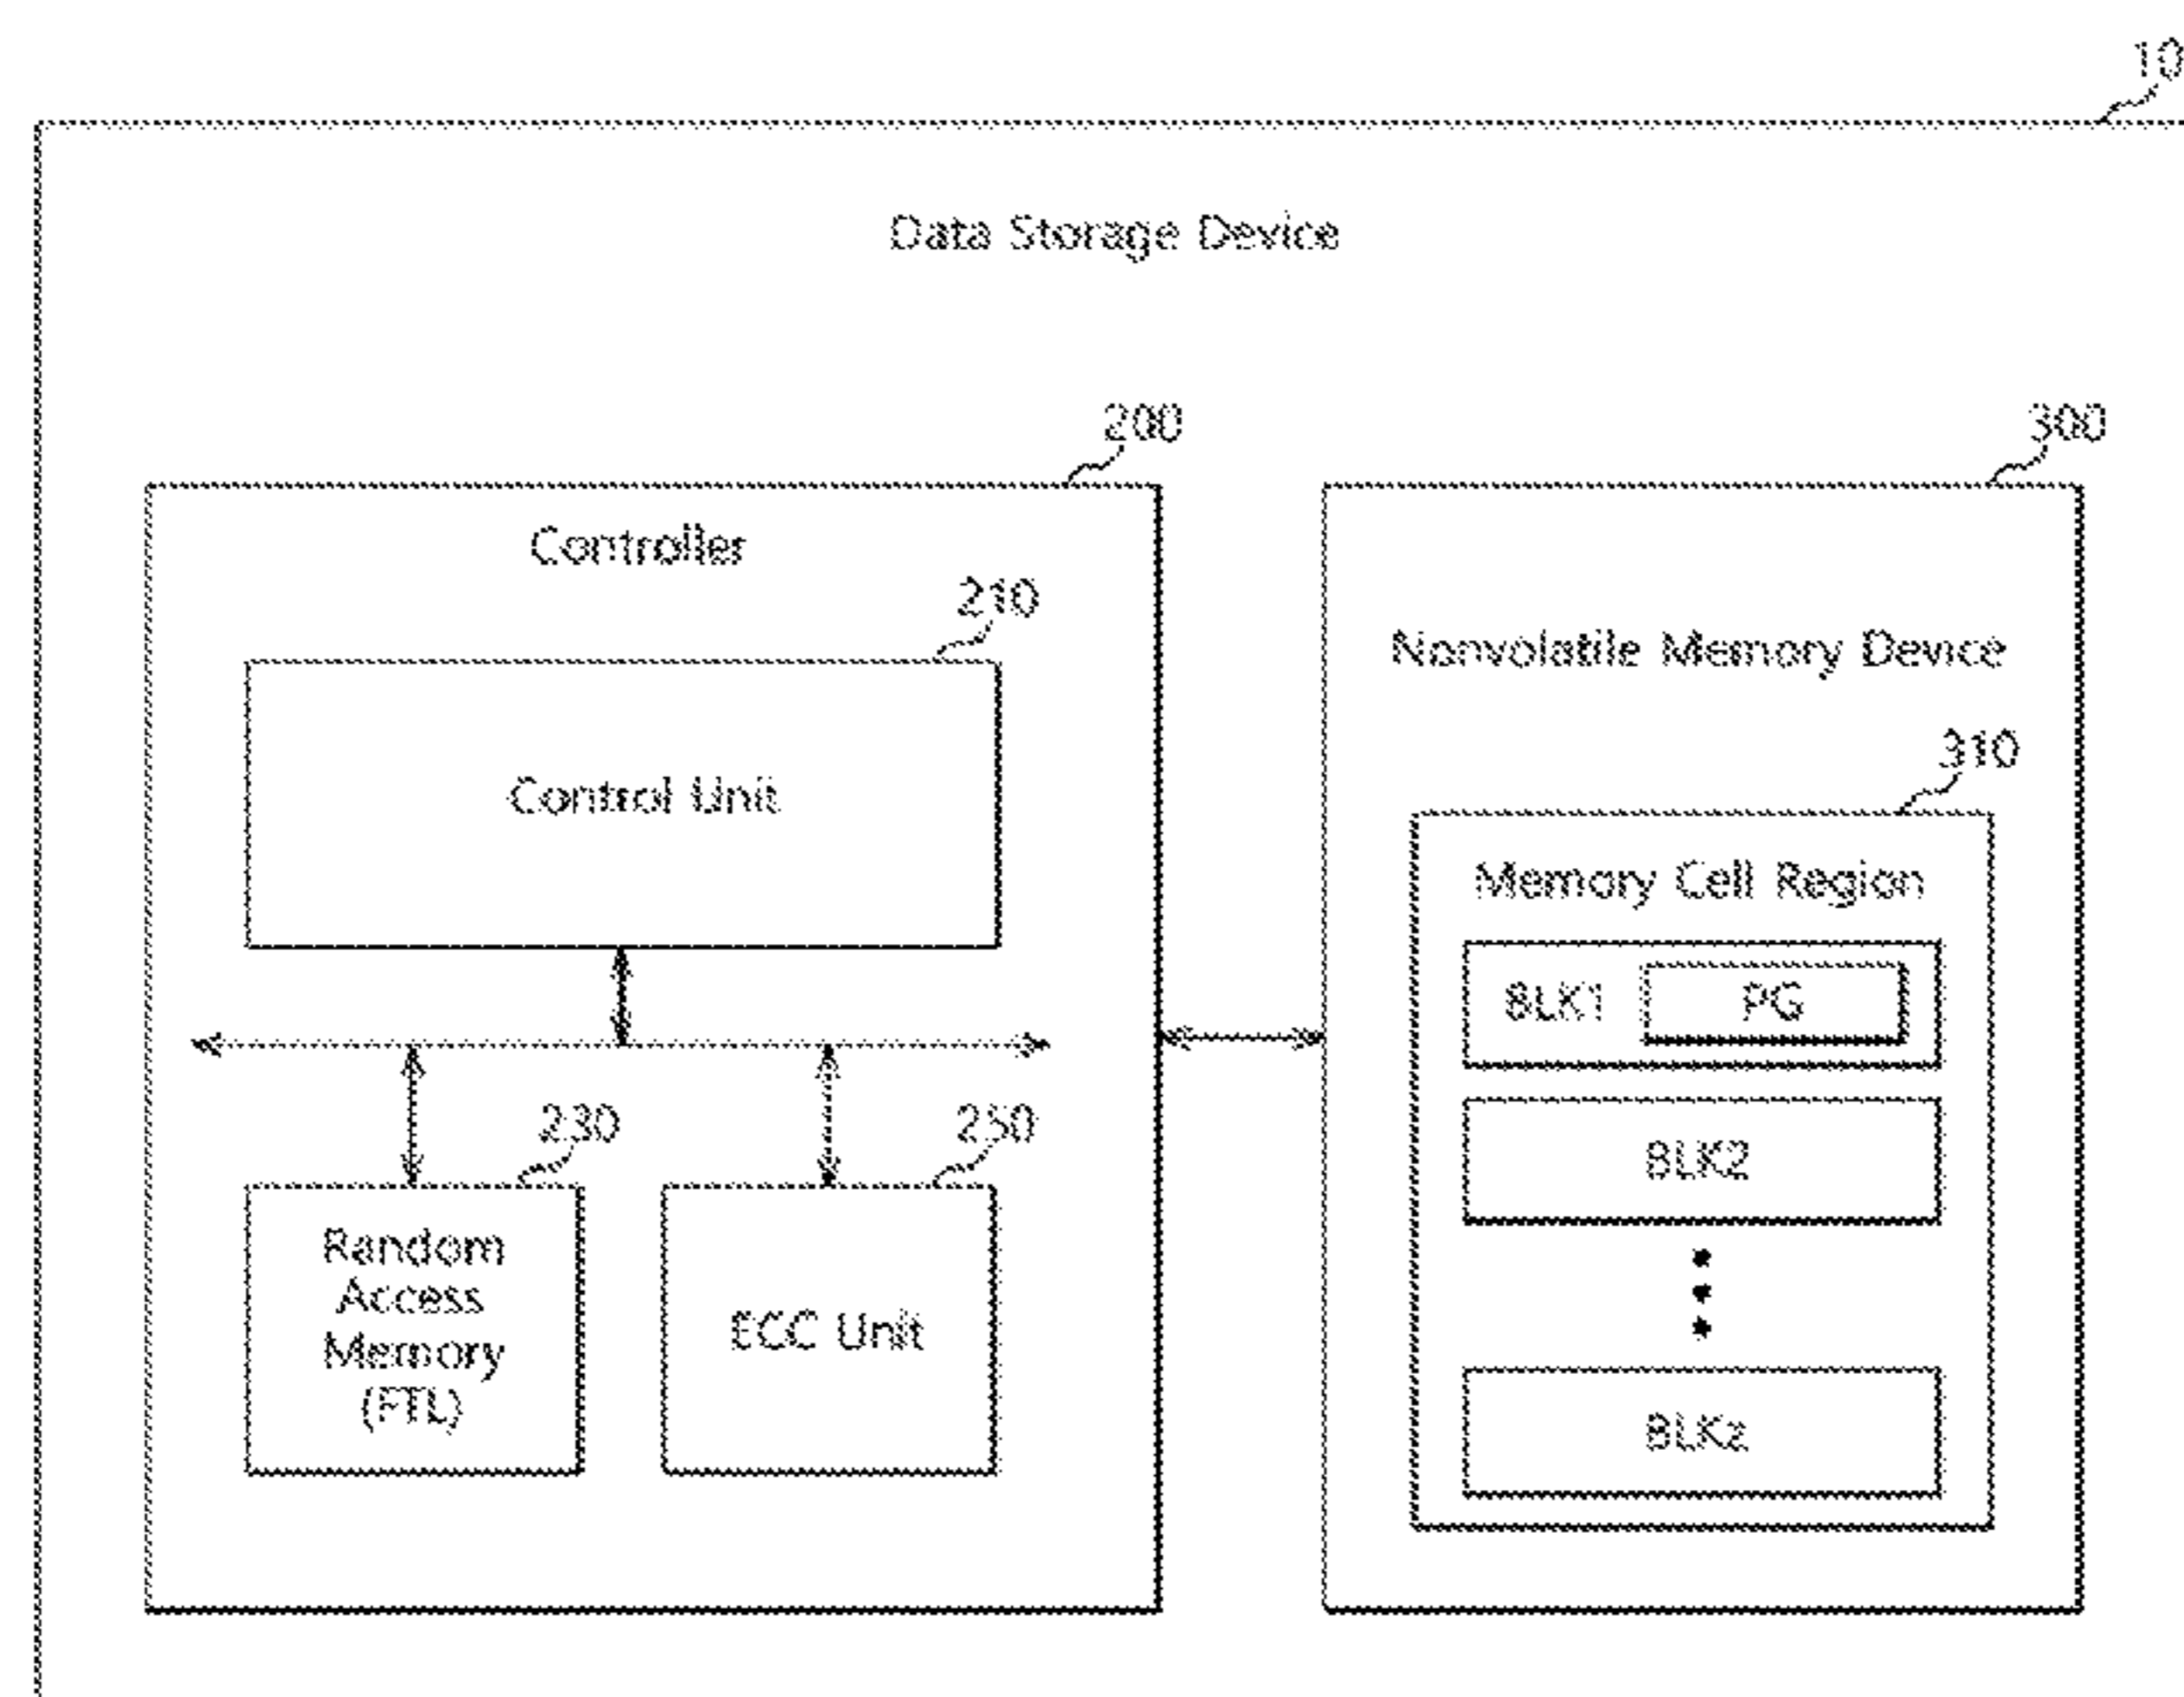 10
Data Storage Device
200
300
Controller
210
Nonvolatile Memory Device
310
Control Unit
Memory Cell Region
BLK1
PG
230
250
BLK2
Random
Access
Memory
(FTL)
ECC Unit
BLKz